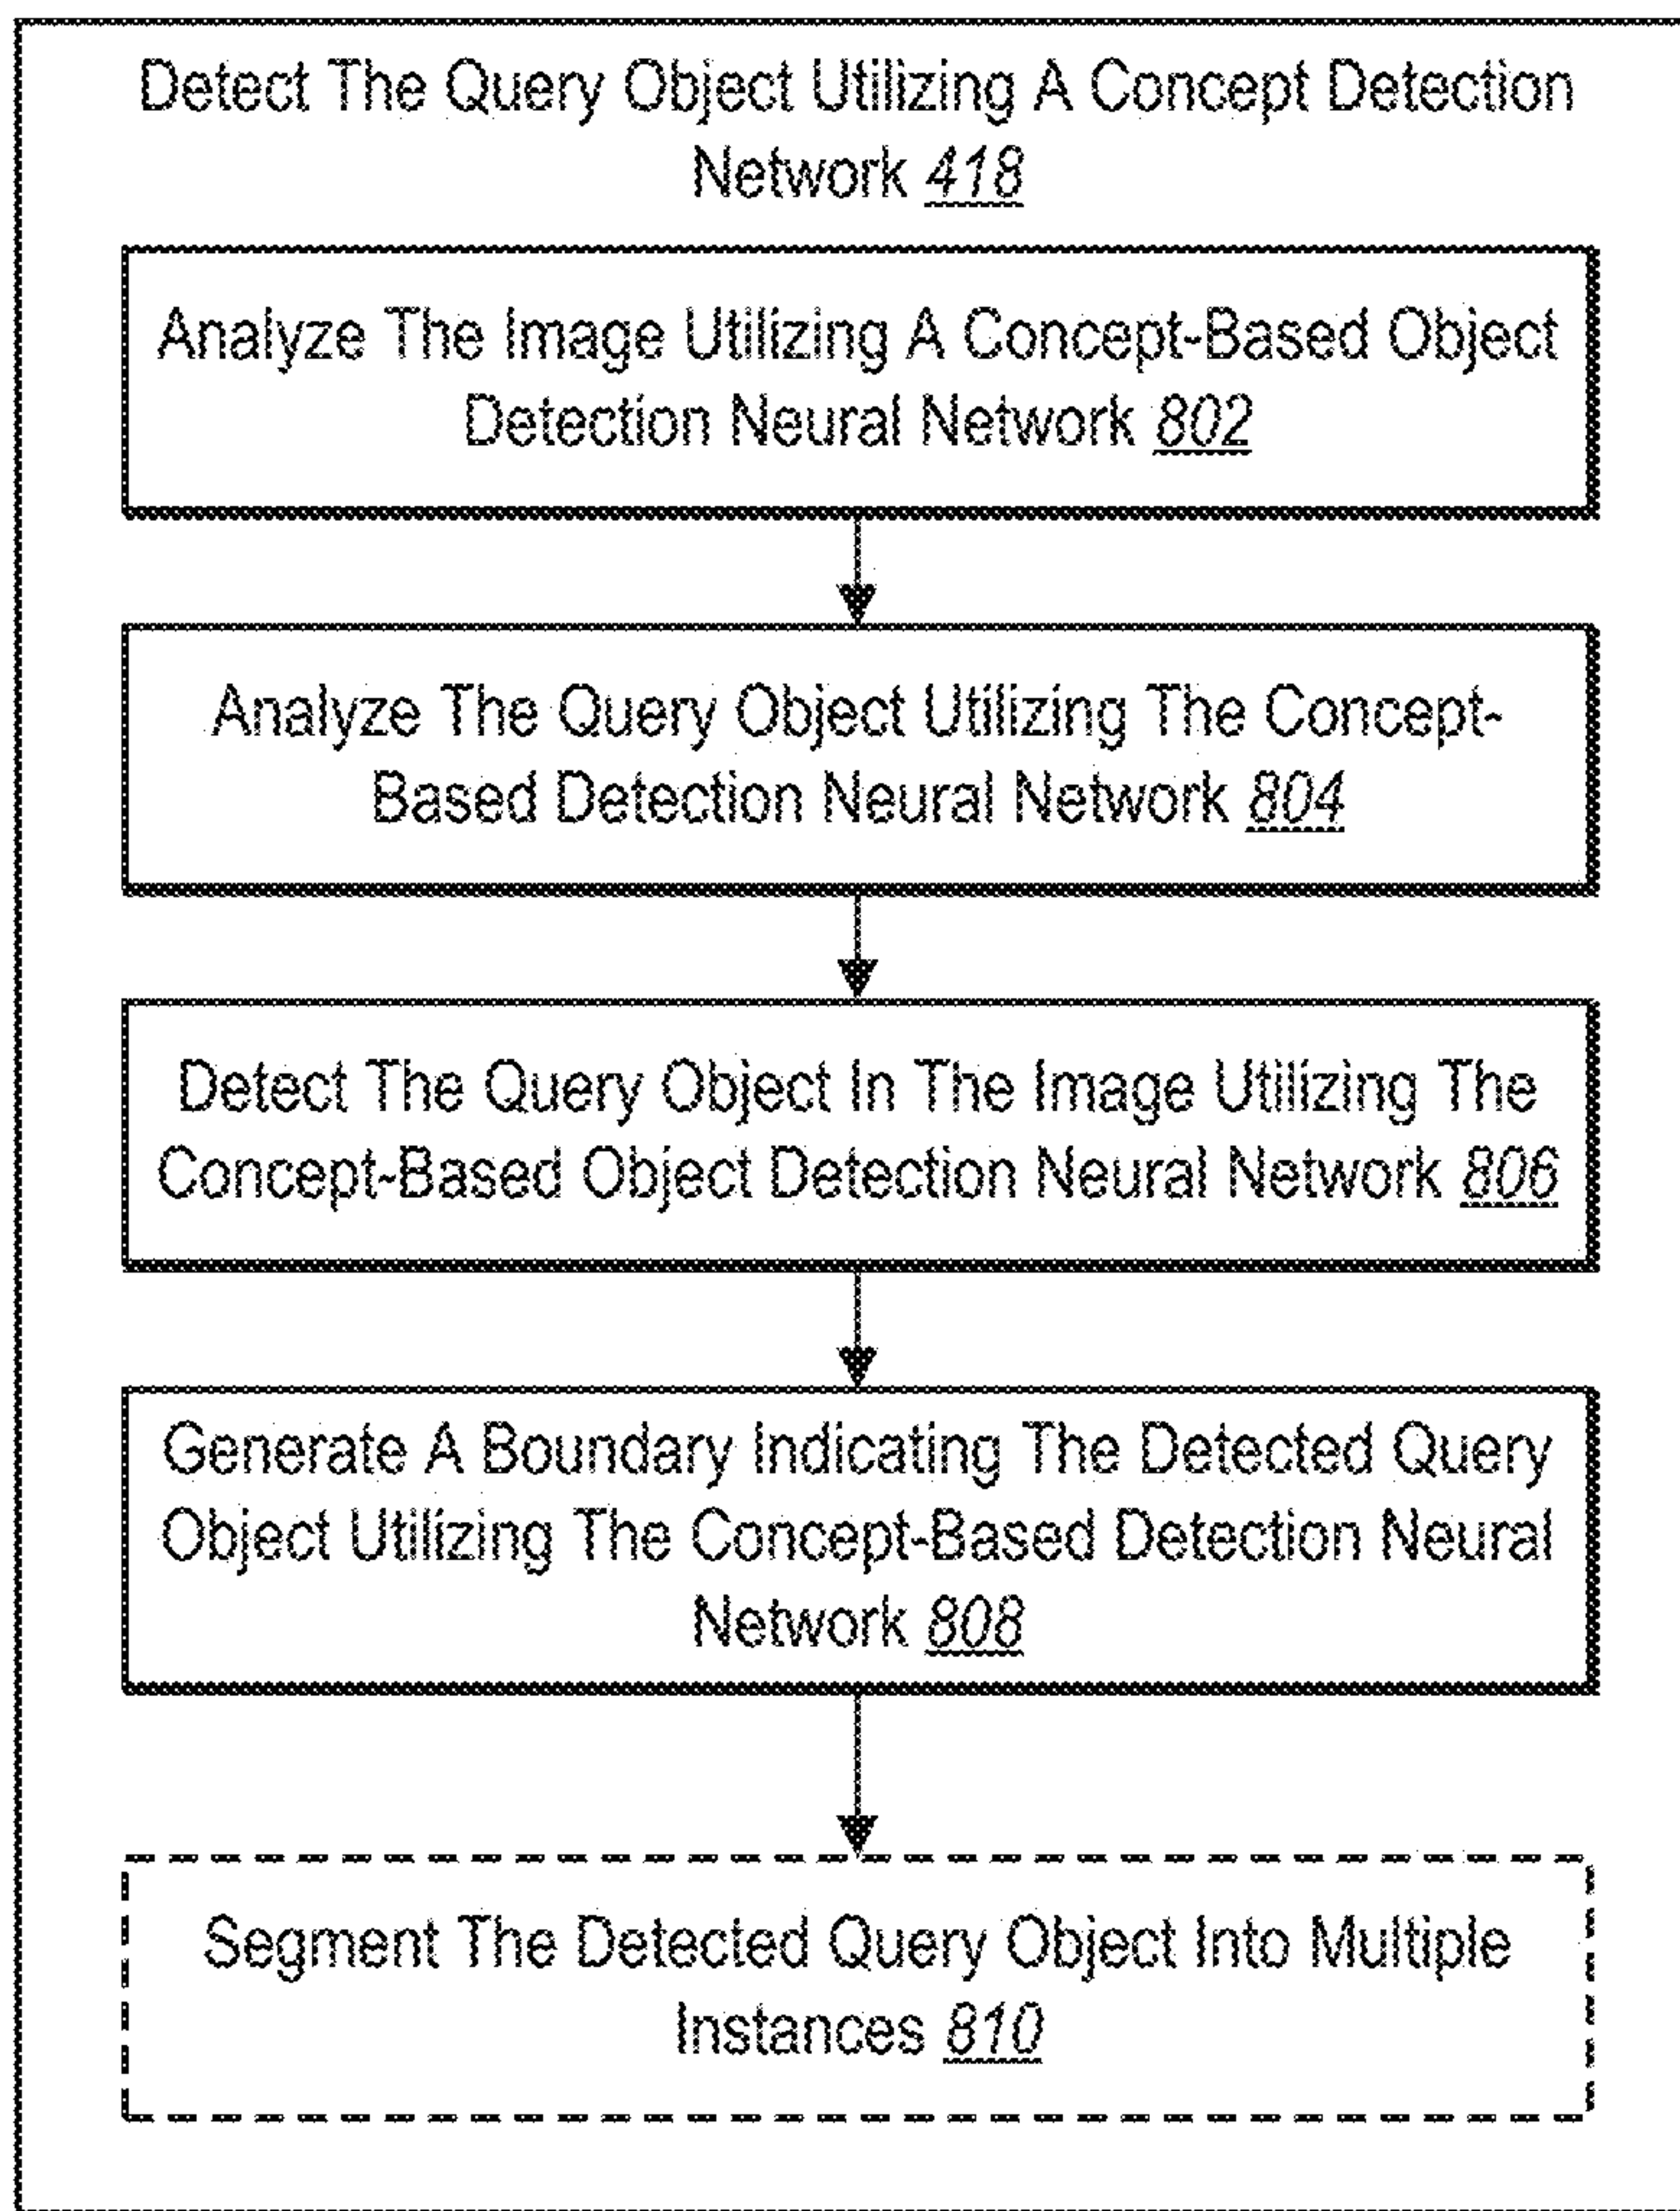 Detect The Query Object Utilizing A Concept Detection
Network 418
Analyze The Image Utilizing A Concept-Based Object
Detection Neural Network 802
Analyze The Query Object Utilizing The Concept-
Based Detection Neural Network 804
Detect The Query Object In The Image Utilizing The
Concept-Based Object Detection Neural Network 806
Generate A Boundary Indicating The Detected Query
Object Utilizing The Concept-Based Detection Neural
Network 808
Segment The Detected Query Object Into Multiple
Instances 810